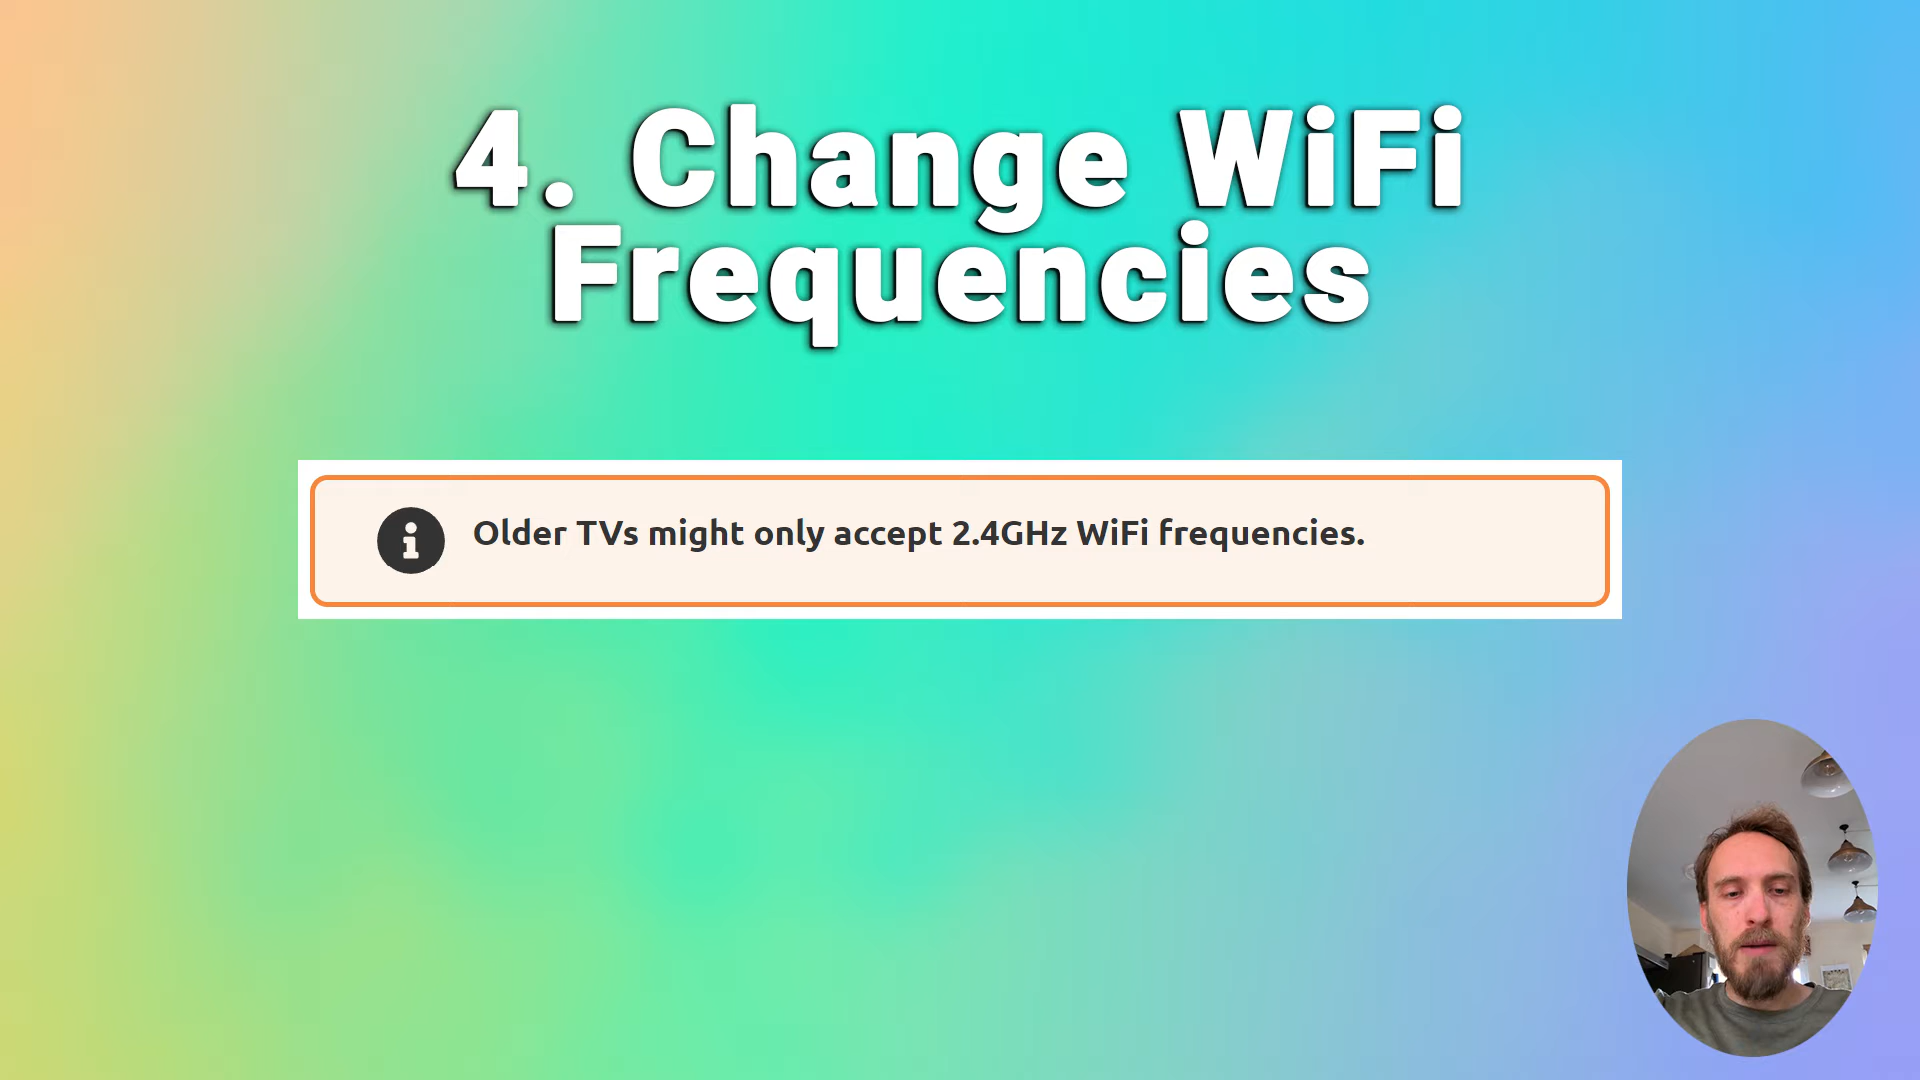 4. Change WiFi
Frequencies
Older TVs might only accept 2.4GHz WiFi frequencies.